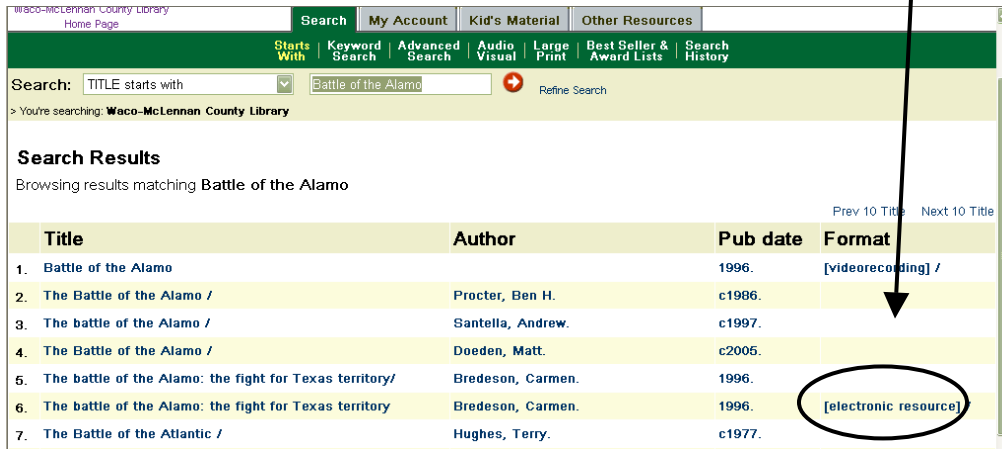 Waco-McLennan County Library
Home Page
Search My Account Kid's Material Other Resources
Starts With | Keyword Search | Advanced Search | Audio Visual | Large Print | Best Seller & Award Lists | Search History
Search: TITLE starts with Battle of the Alamo Refine Search
> You're searching: Waco-McLennan County Library
Search Results
Browsing results matching Battle of the Alamo
Prev 10 Title Next 10 Title
Title Author Pub date Format
1. Battle of the Alamo 1996. [videorecording] /
2. The Battle of the Alamo / Procter, Ben H. c1986.
3. The battle of the Alamo / Santella, Andrew. c1997.
4. The Battle of the Alamo / Doeden, Matt. c2005.
5. The battle of the Alamo: the fight for Texas territory/ Bredeson, Carmen. 1996.
6. The battle of the Alamo: the fight for Texas territory Bredeson, Carmen. 1996. [electronic resource] /
7. The Battle of the Atlantic / Hughes, Terry. c1977.